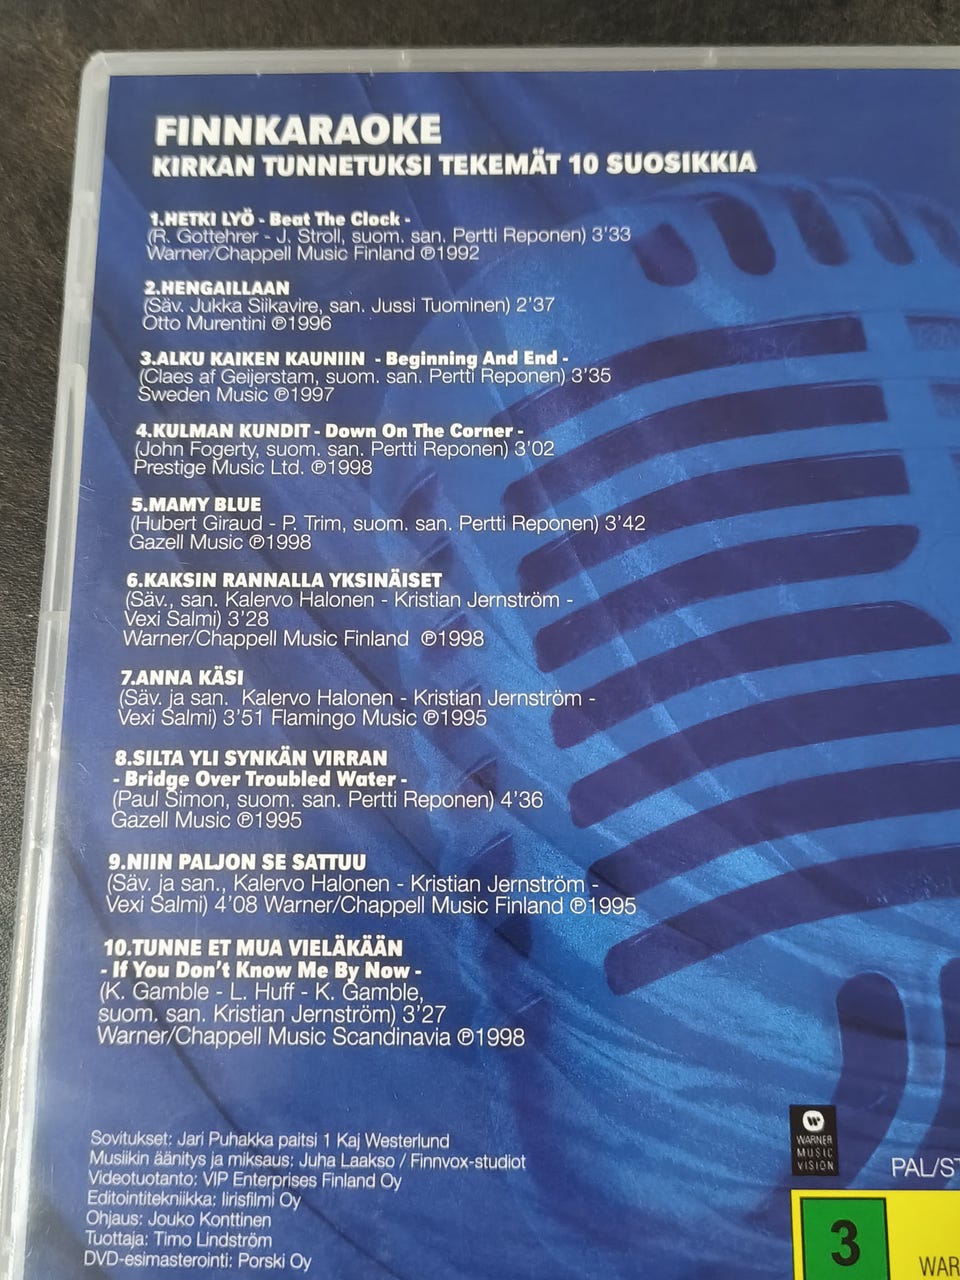 FINNKARAOKE
KIRKAN TUNNETUKSI TEKEMÄT 10 SUOSIKKIA
1.HETKI LYÖ - Beat The Clock -
(R. Gottehrer - J. Stroll, suom. san. Pertti Reponen) 3'33
Warner/Chappell Music Finland ℗1992
2.HENGAILLAAN
(Säv. Jukka Siikavire, san. Jussi Tuominen) 2'37
Otto Murentini ℗1996
3.ALKU KAIKEN KAUNIIN - Beginning And End -
(Claes af Geijerstam, suom. san. Pertti Reponen) 3'35
Sweden Music ℗1997
4.KULMAN KUNDIT - Down On The Corner -
(John Fogerty, suom. san. Pertti Reponen) 3'02
Prestige Music Ltd. ℗1998
5.MAMY BLUE
(Hubert Giraud - P. Trim, suom. san. Pertti Reponen) 3'42
Gazell Music ℗1998
6.KAKSIN RANNALLA YKSINÄISET
(Säv., san. Kalervo Halonen - Kristian Jernström -
Vexi Salmi) 3'28
Warner/Chappell Music Finland ℗1998
7.ANNA KÄSI
(Säv. ja san. Kalervo Halonen - Kristian Jernström -
Vexi Salmi) 3'51 Flamingo Music ℗1995
8.SILTA YLI SYNKÄN VIRRAN
- Bridge Over Troubled Water -
(Paul Simon, suom. san. Pertti Reponen) 4'36
Gazell Music ℗1995
9.NIIN PALJON SE SATTUU
(Säv. ja san., Kalervo Halonen - Kristian Jernström -
Vexi Salmi) 4'08 Warner/Chappell Music Finland ℗1995
10.TUNNE ET MUA VIELÄKÄÄN
- If You Don't Know Me By Now -
(K. Gamble - L. Huff - K. Gamble,
suom. san. Kristian Jernström) 3'27
Warner/Chappell Music Scandinavia ℗1998
Sovitukset: Jari Puhakka paitsi 1 Kaj Westerlund
Musiikin äänitys ja miksaus: Juha Laakso / Finnvox-studiot
Videotuotanto: VIP Enterprises Finland Oy
Editointitekniikka: Iirisfilmi Oy
Ohjaus: Jouko Konttinen
Tuottaja: Timo Lindström
DVD-esimasterointi: Porski Oy
WARNER
MUSIC
VISION
PAL/ST
3
WAR